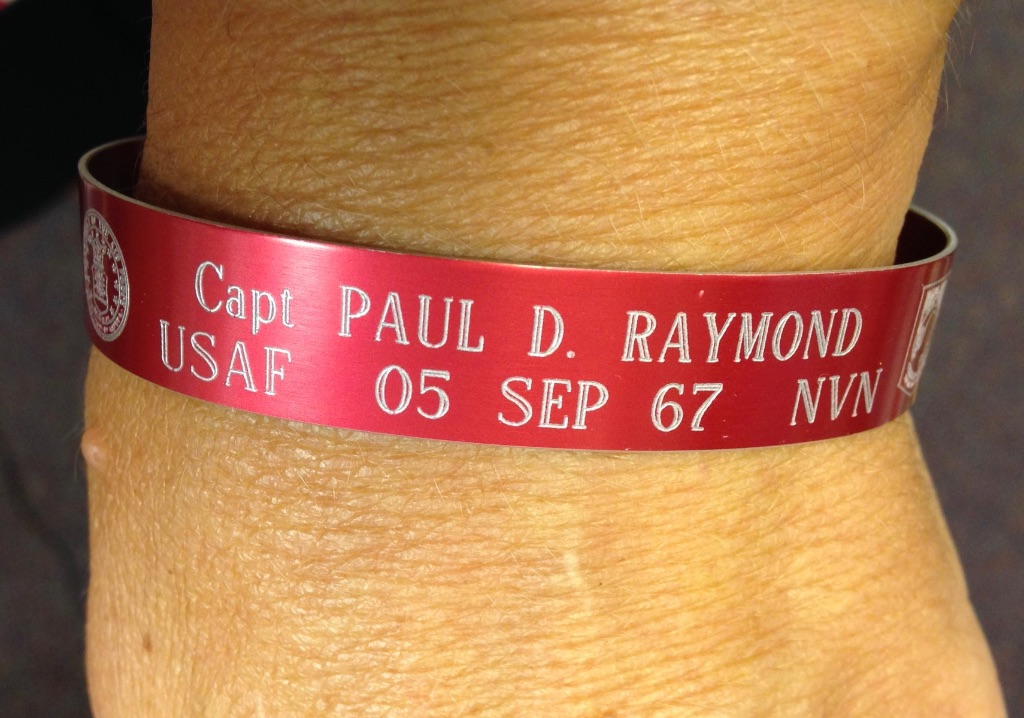 Capt PAUL D. RAYMOND
USAF 05 SEP 67 NVN